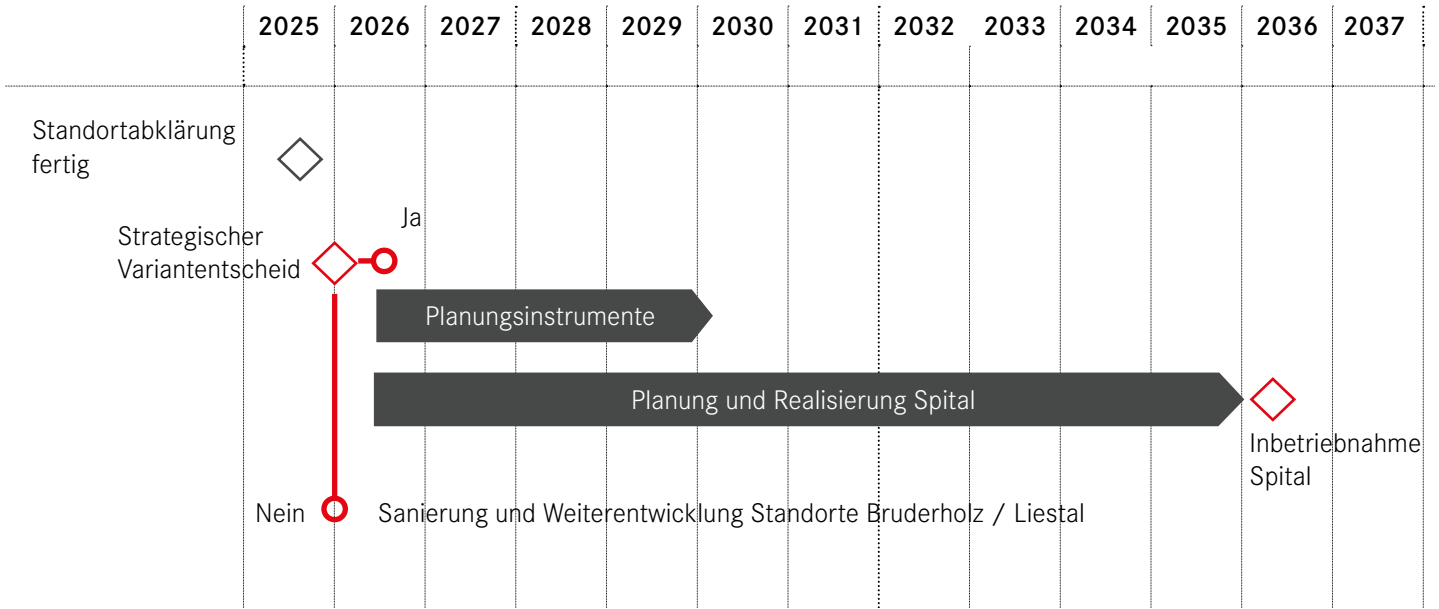 2025 2026 2027 2028 2029 2030 2031 2032 2033 2034 2035 2036 2037
Standortabklärung
fertig
Ja
Strategischer
Variantentscheid
Planungsinstrumente
Planung und Realisierung Spital
Inbetriebnahme
Spital
Nein
Sanierung und Weiterentwicklung Standorte Bruderholz / Liestal